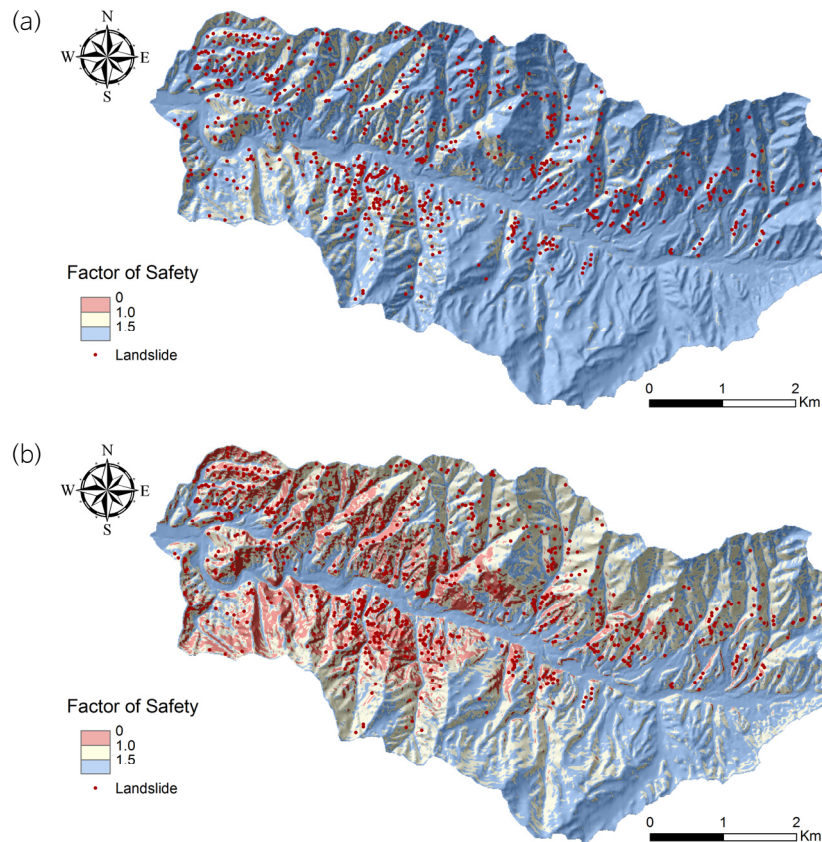 (a)
N
W E
S
Factor of Safety
0
1.0
1.5
Landslide
0 1 2
Km
(b)
N
W E
S
Factor of Safety
0
1.0
1.5
Landslide
0 1 2
Km